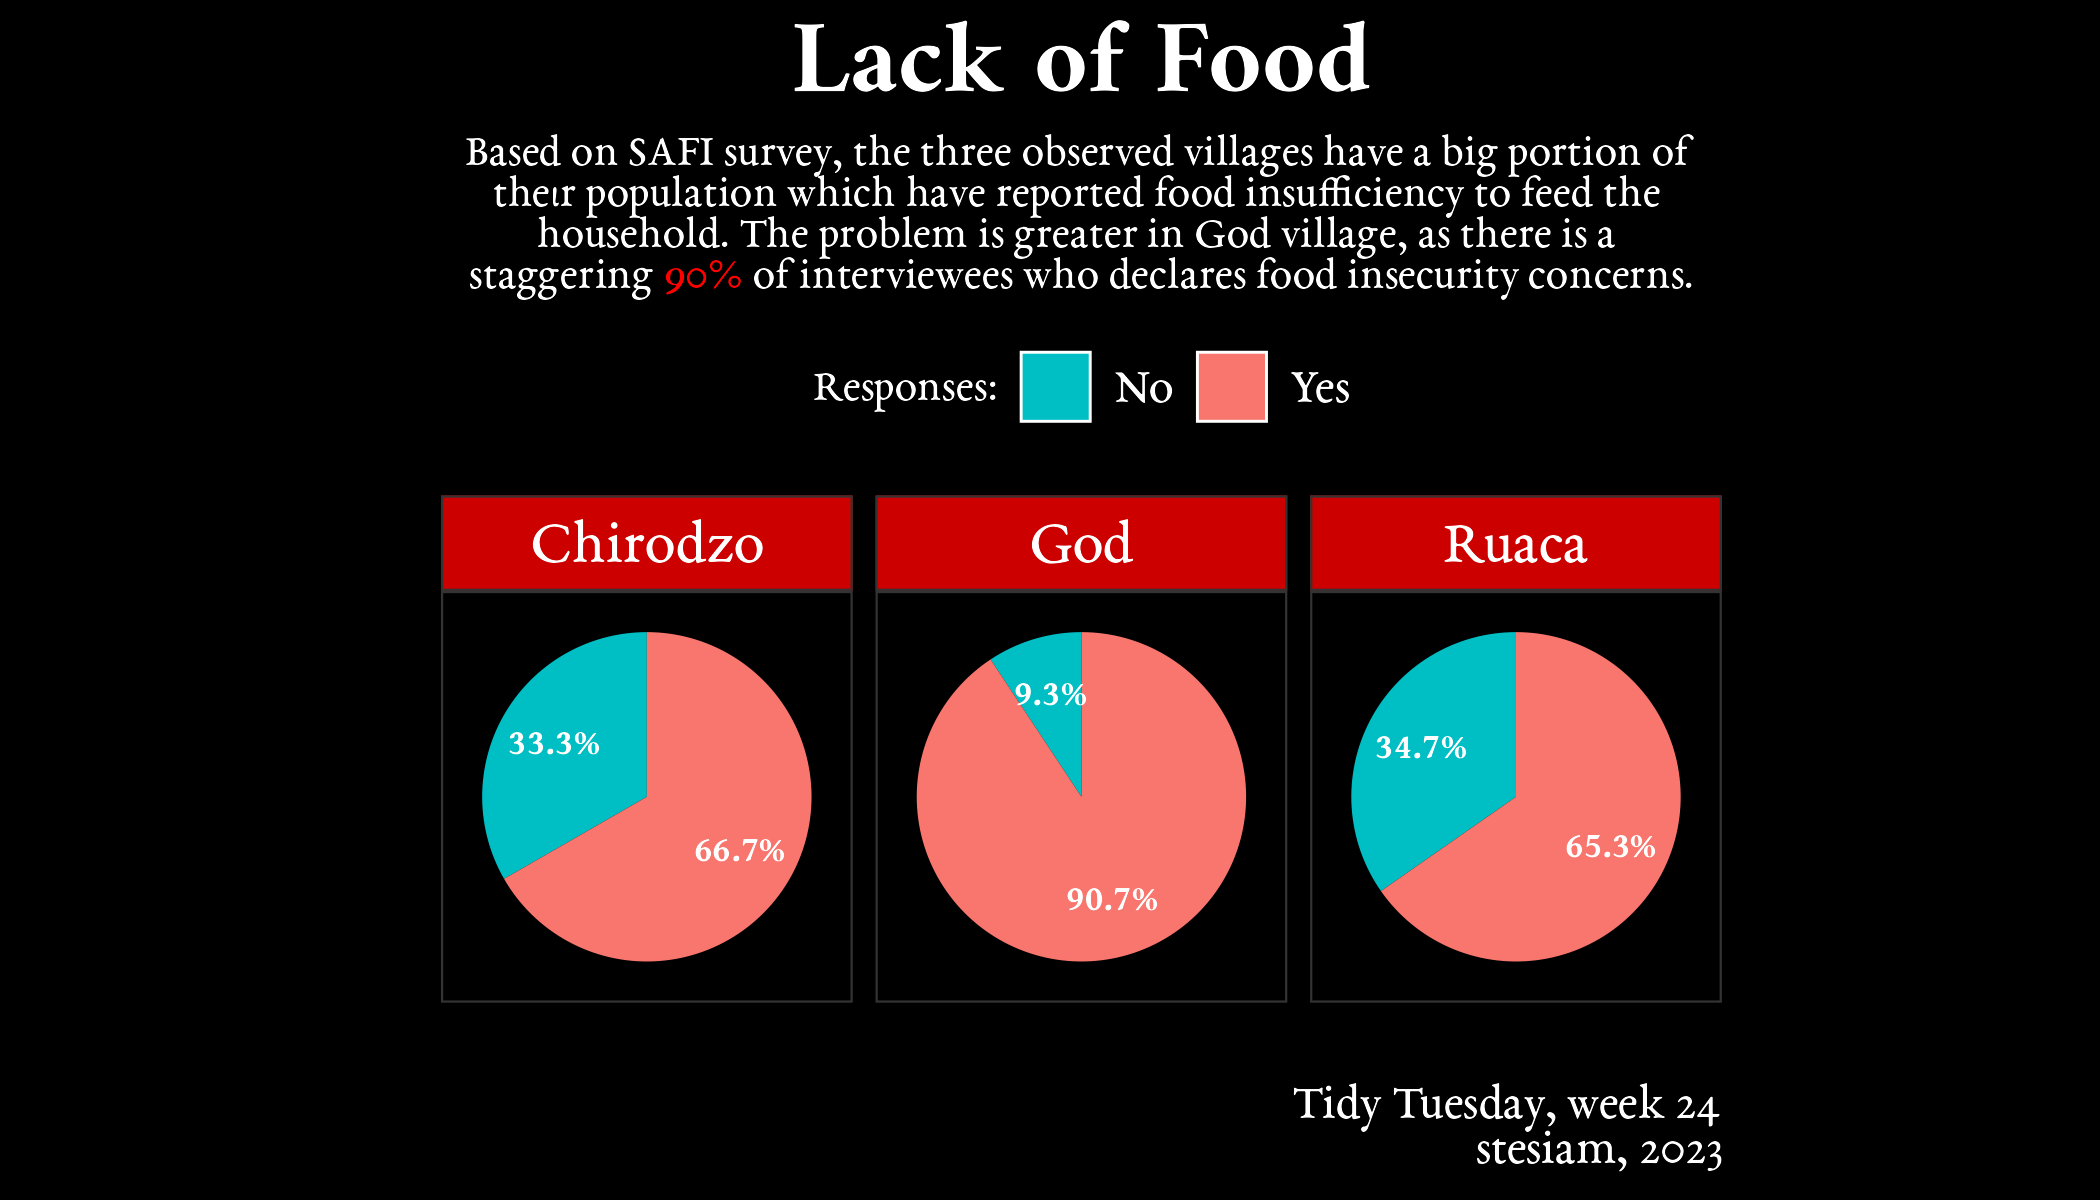 Lack of Food
Based on SAFI survey, the three observed villages have a big portion of
their population which have reported food insufficiency to feed the
household. The problem is greater in God village, as there is a
staggering 90% of interviewees who declares food insecurity concerns.
Responses: No Yes
Chirodzo God Ruaca
9.3%
33.3% 34.7%
66.7% 65.3%
90.7%
Tidy Tuesday, week 24
stesiam, 2023